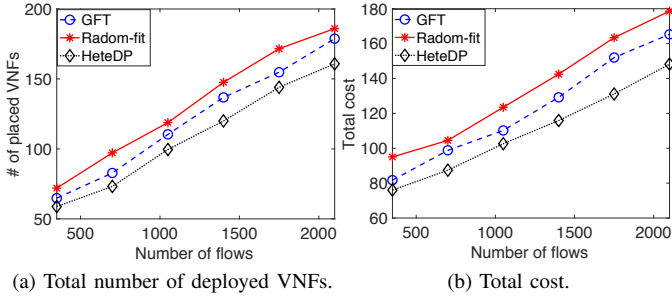 GFT
Radom-fit
HeteDP
# of placed VNFs
200
150
100
50
500 1000 1500 2000
Number of flows
(a) Total number of deployed VNFs.
GFT
Radom-fit
HeteDP
Total cost
180
160
140
120
100
80
60
500 1000 1500 2000
Number of flows
(b) Total cost.